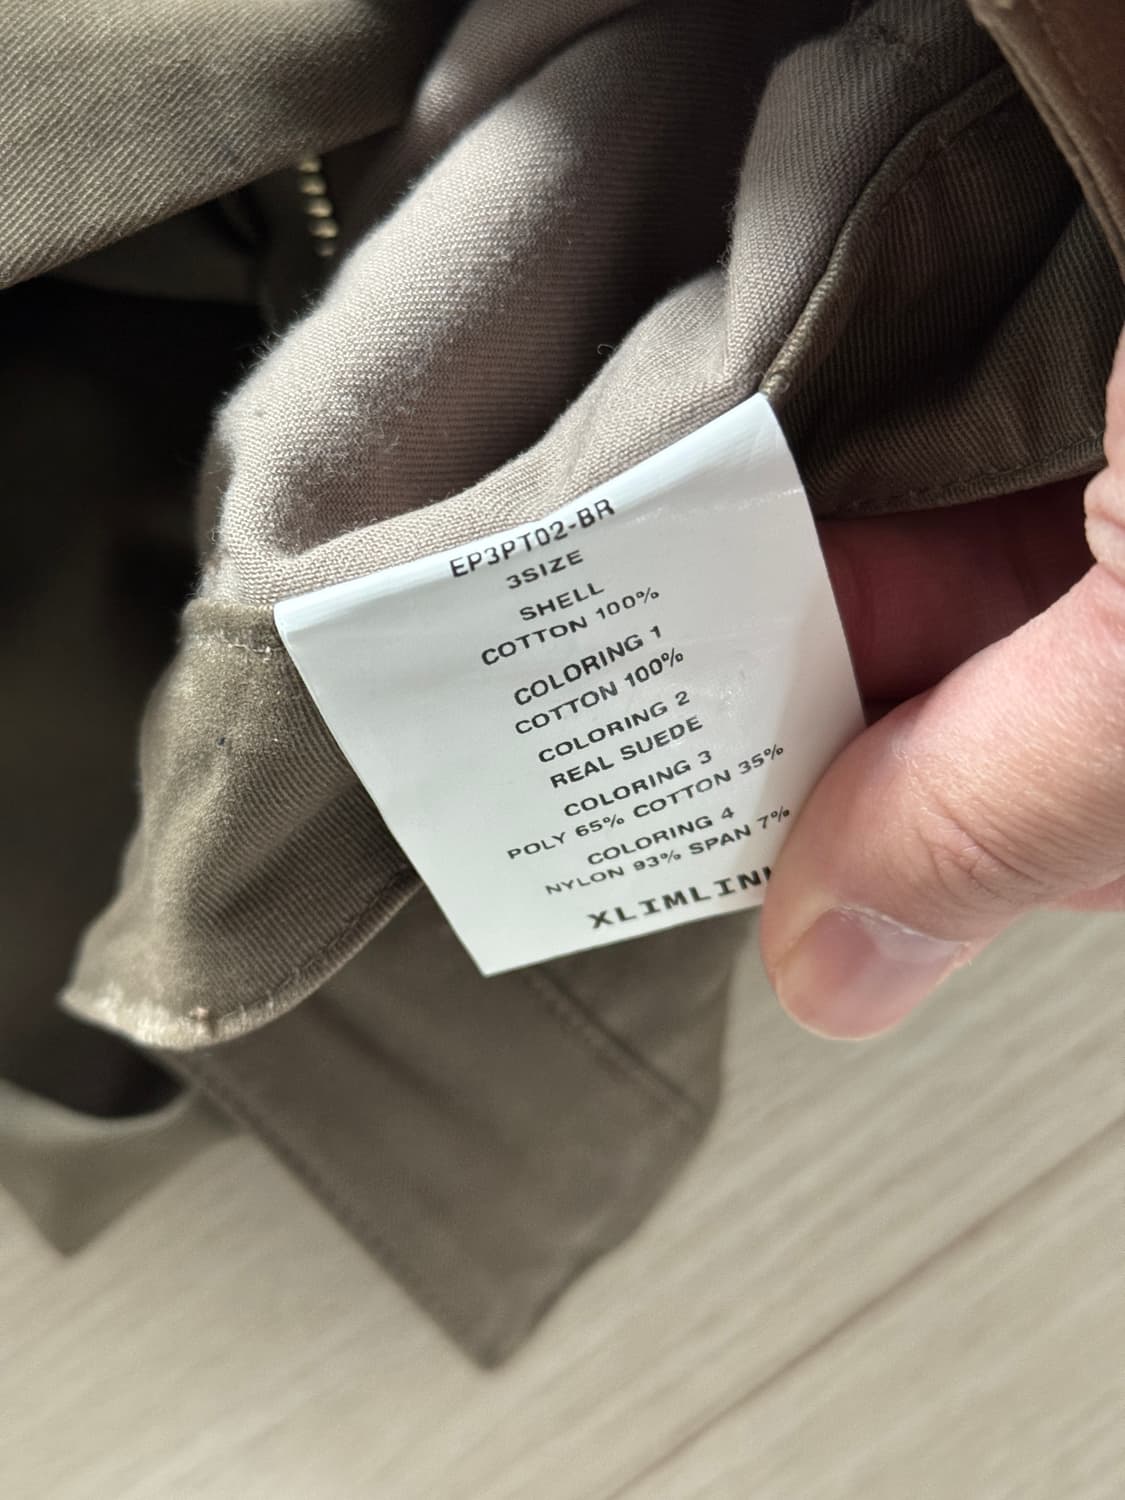 EP3PT02-BR
3SIZE
SHELL
COTTON 100%
COLORING 1
COTTON 100%
COLORING 2
REAL SUEDE
COLORING 3
POLY 65% COTTON 35%
COLORING 4
NYLON 93% SPAN 7%